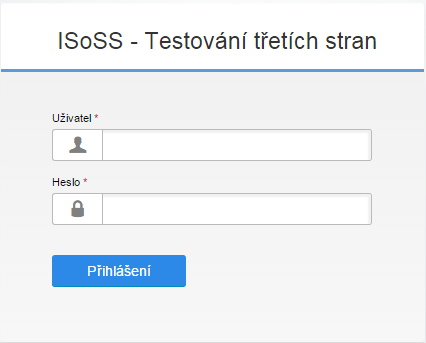 ISoSS - Testování třetích stran
Uživatel *
Heslo *
Přihlášení